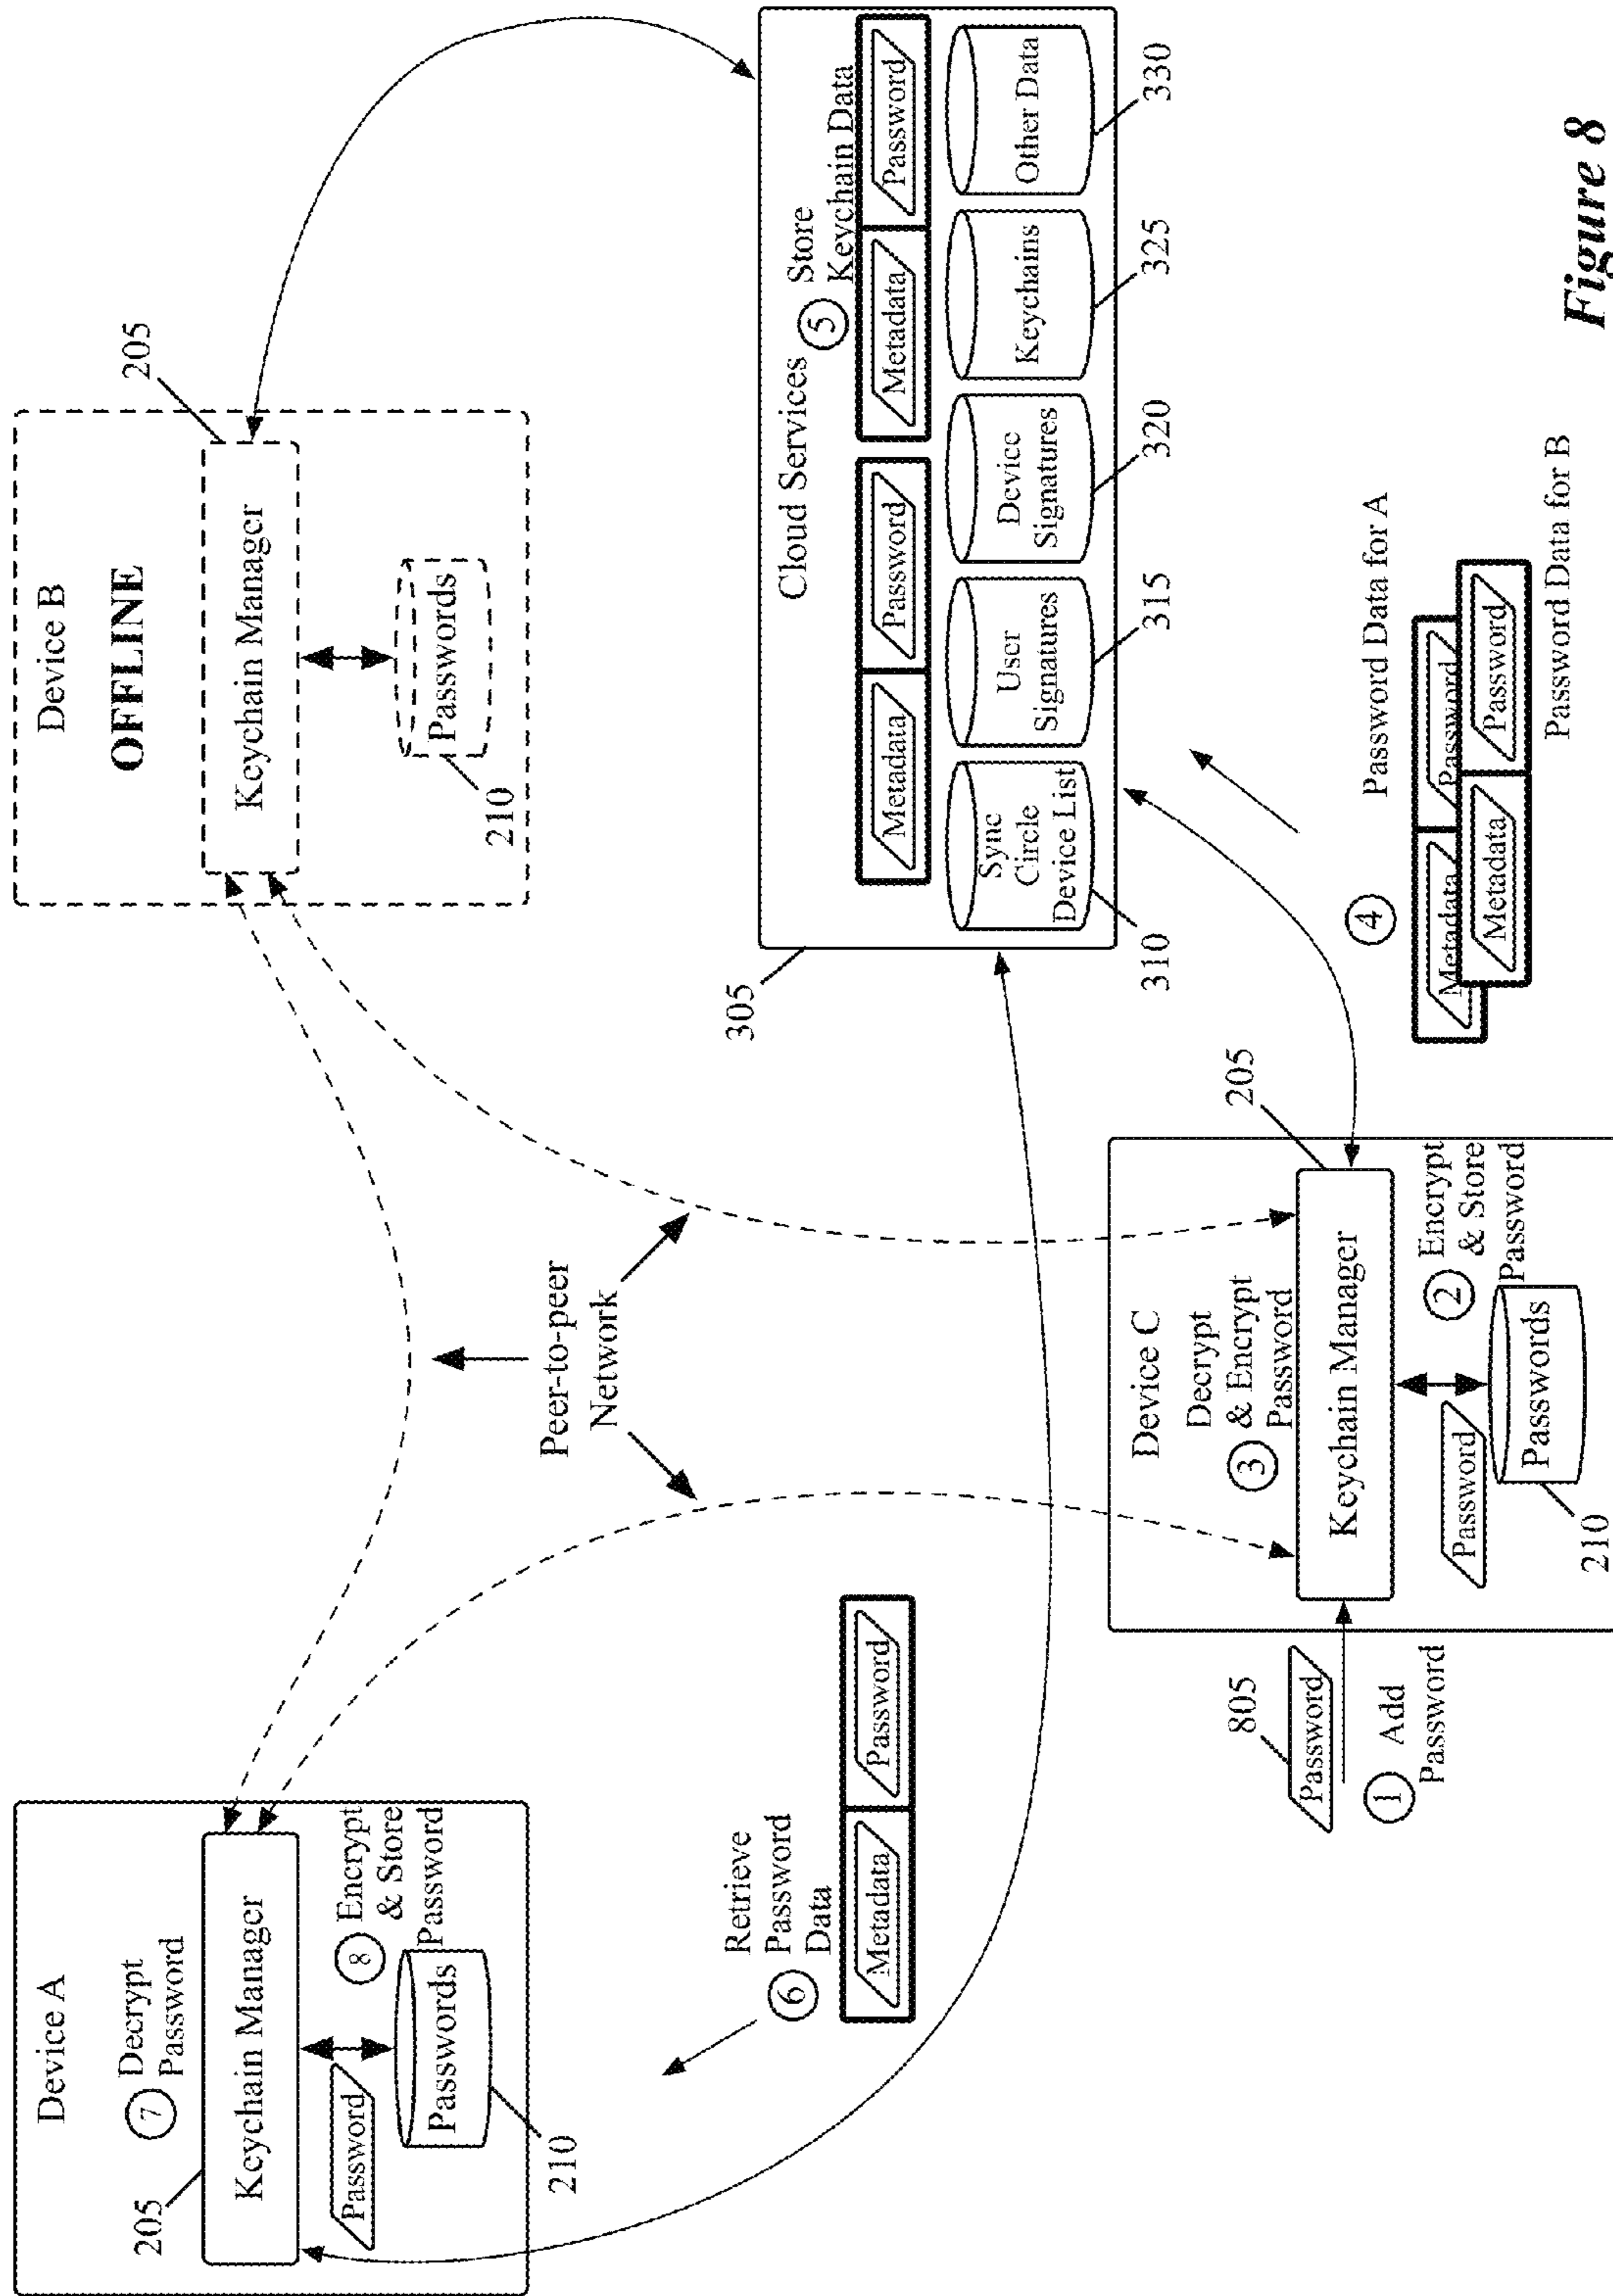 Device A
7
Decrypt
Password
205
Keychain Manager
Password
8
Encrypt
& Store
Password
Passwords
210
Device B
OFFLINE
205
Keychain Manager
Passwords
210
Peer-to-peer
Network
Retrieve
6
Password
Data
Metadata
Password
305
Cloud Services
5
Store
Keychain Data
Metadata
Password
Metadata
Password
Sync
Circle
Device List
User
Signatures
Device
Signatures
Keychains
Other Data
310
315
320
325
330
805
Password
1
Add
Password
Device C
Decrypt
3
& Encrypt
Password
205
Keychain Manager
2
Encrypt
& Store
Password
Password
Passwords
210
4
Password Data for A
Metadata
Password
Metadata
Password
Password Data for B
Figure 8